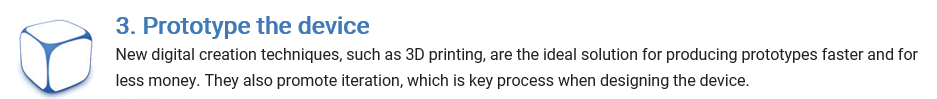 3. Prototype the device
New digital creation techniques, such as 3D printing, are the ideal solution for producing prototypes faster and for
less money. They also promote iteration, which is key process when designing the device.